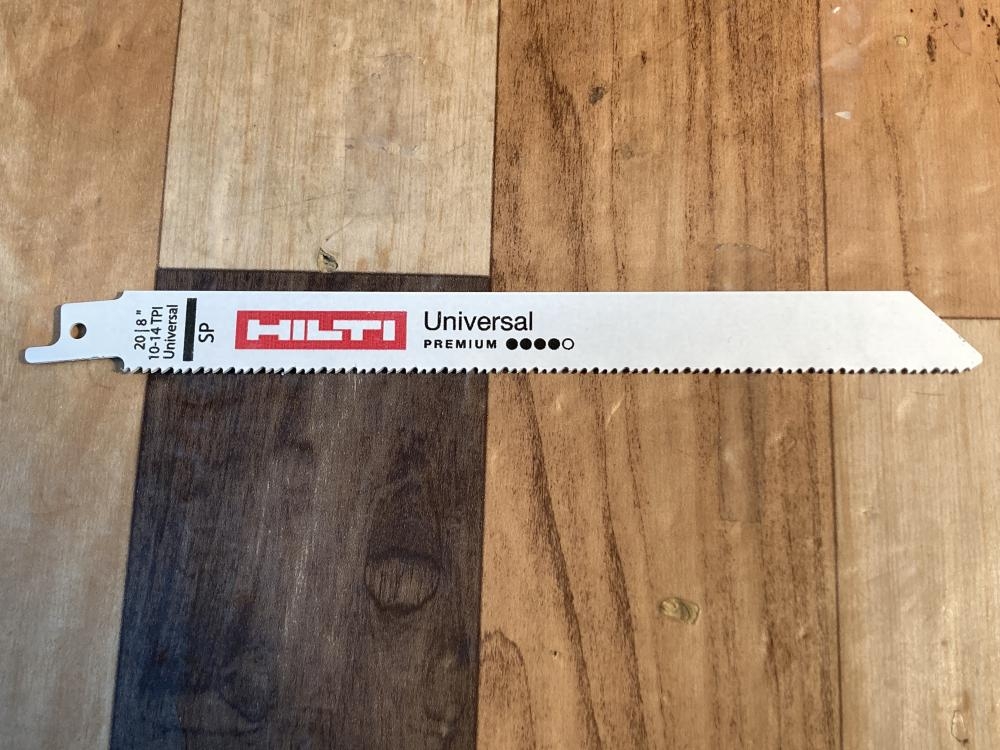 20 | 8 "
10-14 TPI
Universal
SP
HILTI
Universal
PREMIUM ●●●●○